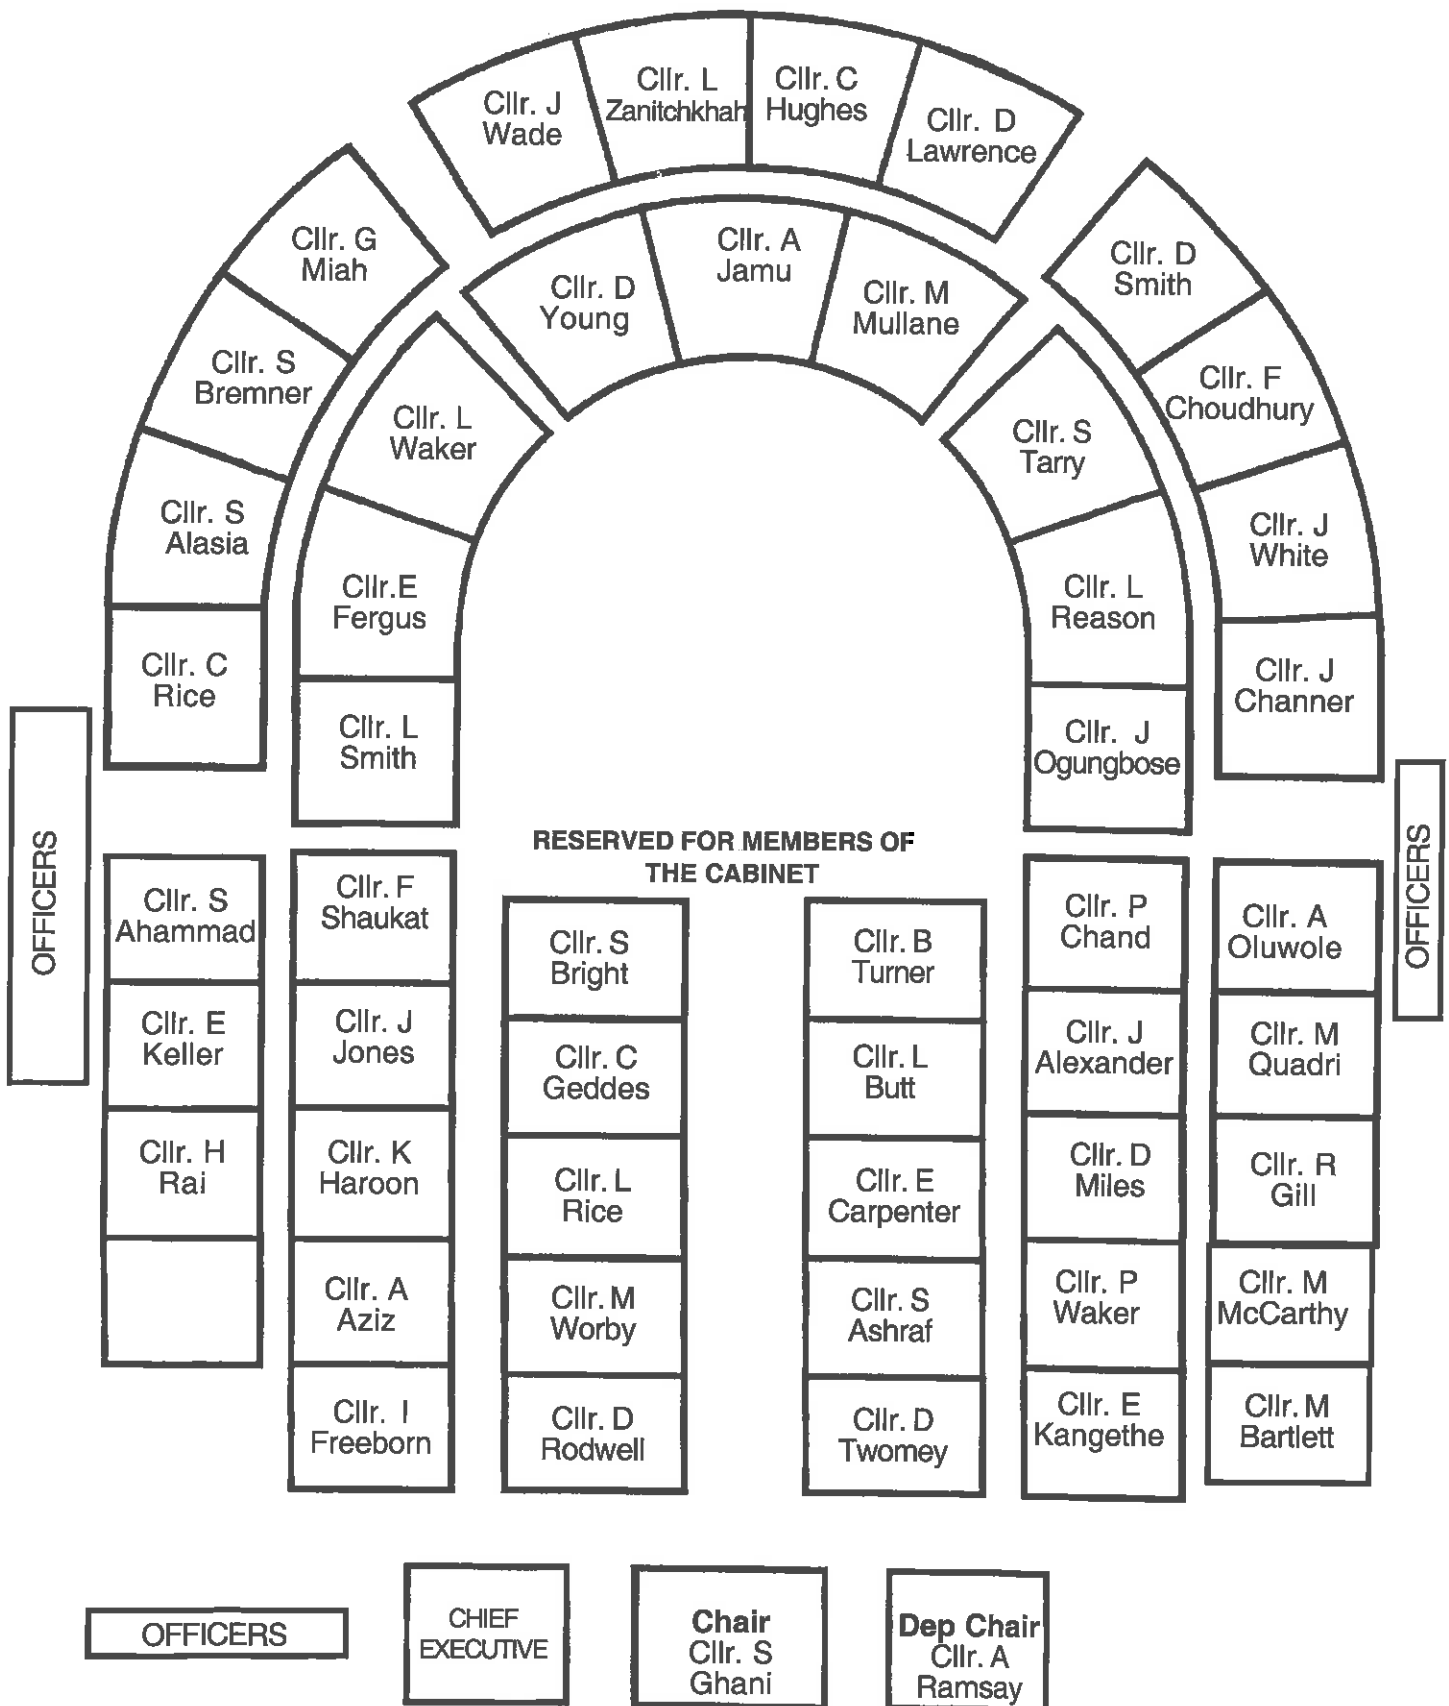 Cllr. J
Wade
Cllr. L
Zanitchkhah
Cllr. C
Hughes
Cllr. D
Lawrence
Cllr. G
Miah
Cllr. S
Bremner
Cllr. S
Alasia
Cllr. C
Rice
Cllr. D
Young
Cllr. A
Jamu
Cllr. M
Mullane
Cllr. L
Waker
Cllr.E
Fergus
Cllr. L
Smith
Cllr. S
Tarry
Cllr. L
Reason
Cllr. J
Ogungbose
Cllr. D
Smith
Cllr. F
Choudhury
Cllr. J
White
Cllr. J
Channer
OFFICERS
RESERVED FOR MEMBERS OF
THE CABINET
OFFICERS
Cllr. S
Ahammad
Cllr. E
Keller
Cllr. H
Rai
Cllr. F
Shaukat
Cllr. J
Jones
Cllr. K
Haroon
Cllr. A
Aziz
Cllr. I
Freeborn
Cllr. S
Bright
Cllr. C
Geddes
Cllr. L
Rice
Cllr. M
Worby
Cllr. D
Rodwell
Cllr. B
Turner
Cllr. L
Butt
Cllr. E
Carpenter
Cllr. S
Ashraf
Cllr. D
Twomey
Cllr. P
Chand
Cllr. J
Alexander
Cllr. D
Miles
Cllr. P
Waker
Cllr. E
Kangethe
Cllr. A
Oluwole
Cllr. M
Quadri
Cllr. R
Gill
Cllr. M
McCarthy
Cllr. M
Bartlett
OFFICERS
CHIEF
EXECUTIVE
Chair
Cllr. S
Ghani
Dep Chair
Cllr. A
Ramsay